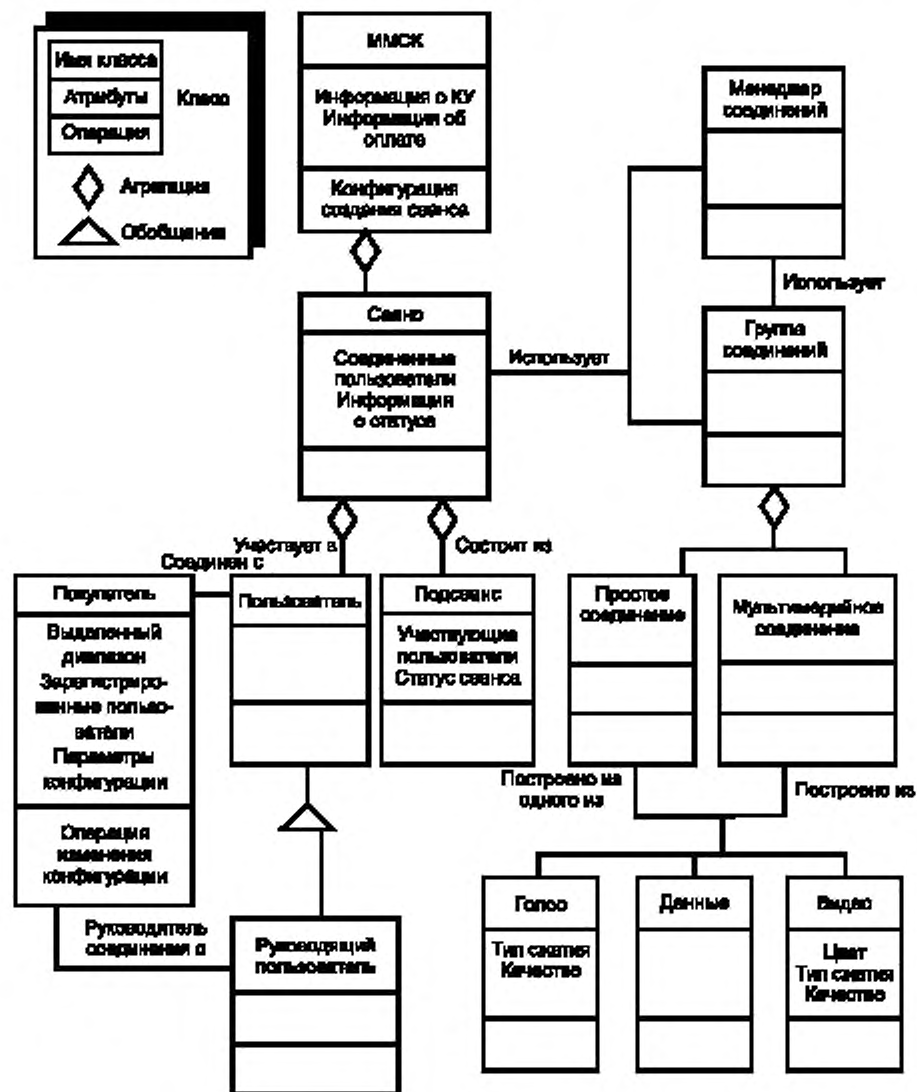 Имя класса
Атрибуты
Операция
Класс
Агрегация
Обобщение
ММСК
Информация о КУ
Информация об
оплате
Конфигурация
создания сеанса
Менеджер
соединений
Использует
Сеанс
Соединенные
пользователи
Информация
о статусе
Использует
Группа
соединений
Участвует в
Состоит из
Соединен с
Покупатель
Выделенный
диапазон
Зарегистриро-
ванные пользо-
ватели
Параметры
конфигурации
Операция
изменения
конфигурации
Пользователь
Подсеанс
Участвующие
пользователи
Статус сеанса
Простое
соединение
Мультимедийное
соединение
Построено из
одного из
Построено из
Руководитель
соединения с
Руководящий
пользователь
Голос
Тип сжатия
Качество
Данные
Видео
Цвет
Тип сжатия
Качество